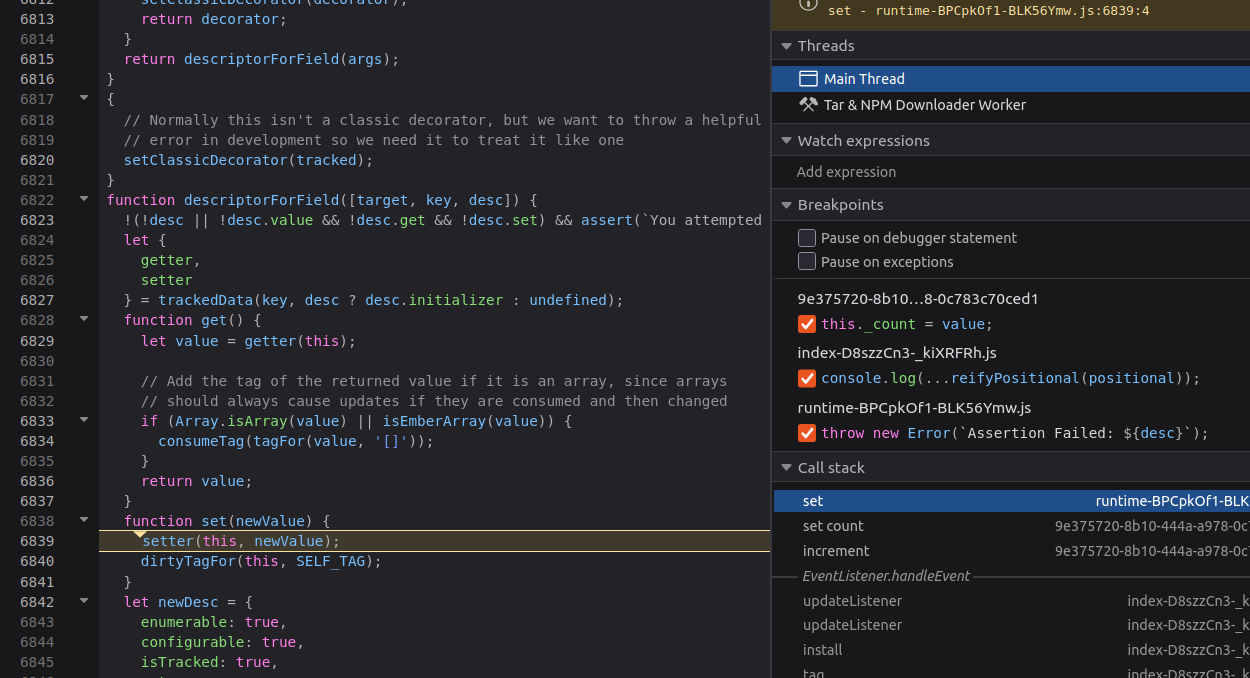 6812 setClassicDecorator(decorator);
6813 return decorator;
6814 }
6815 return descriptorForField(args);
6816 }
6817 {
6818 // Normally this isn't a classic decorator, but we want to throw a helpful
6819 // error in development so we need it to treat it like one
6820 setClassicDecorator(tracked);
6821 }
6822 function descriptorForField([target, key, desc]) {
6823 !(!desc || !desc.value && !desc.get && !desc.set) && assert(`You attempted
6824 let {
6825 getter,
6826 setter
6827 } = trackedData(key, desc ? desc.initializer : undefined);
6828 function get() {
6829 let value = getter(this);
6830
6831 // Add the tag of the returned value if it is an array, since arrays
6832 // should always cause updates if they are consumed and then changed
6833 if (Array.isArray(value) || isEmberArray(value)) {
6834 consumeTag(tagFor(value, '[]'));
6835 }
6836 return value;
6837 }
6838 function set(newValue) {
6839 setter(this, newValue);
6840 dirtyTagFor(this, SELF_TAG);
6841 }
6842 let newDesc = {
6843 enumerable: true,
6844 configurable: true,
6845 isTracked: true,
set - runtime-BPCpkOf1-BLK56Ymw.js:6839:4
Threads
Main Thread
Tar & NPM Downloader Worker
Watch expressions
Add expression
Breakpoints
Pause on debugger statement
Pause on exceptions
9e375720-8b10…8-0c783c70ced1
this._count = value;
index-D8szzCn3-_kiXRFRh.js
console.log(...reifyPositional(positional));
runtime-BPCpkOf1-BLK56Ymw.js
throw new Error(`Assertion Failed: ${desc}`);
Call stack
set runtime-BPCpkOf1-BLK
set count 9e375720-8b10-444a-a978-0c7
increment 9e375720-8b10-444a-a978-0c7
EventListener.handleEvent
updateListener index-D8szzCn3-_k
updateListener index-D8szzCn3-_k
install index-D8szzCn3-_k
tag index-D8szzCn3-_k